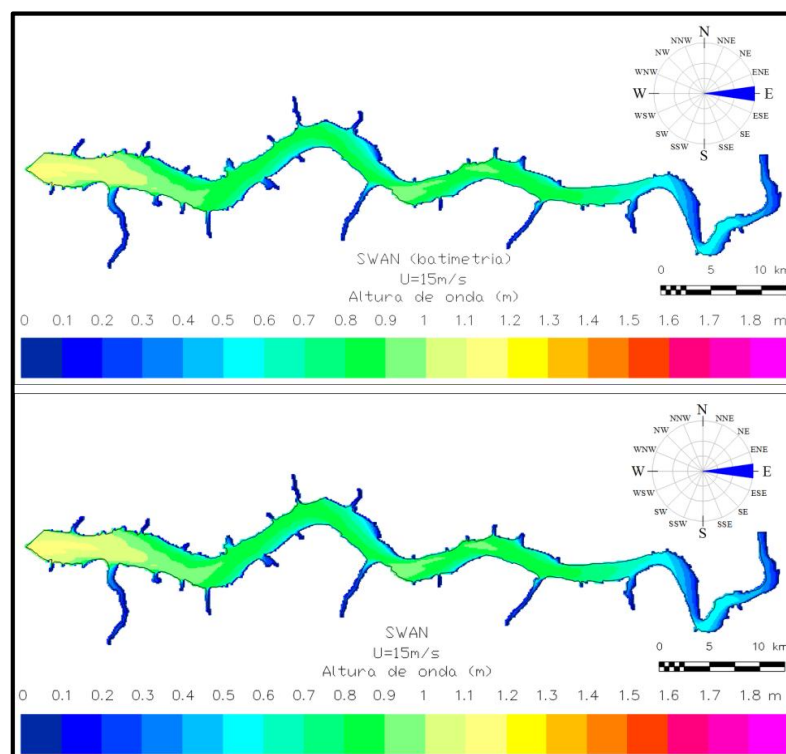 N
NNW NNE
NW NE
WNW ENE
W E
WSW ESE
SW SE
SSW SSE
S
SWAN (batimetria)
U=15m/s
Altura de onda (m)
0 5 10 km
0 0.1 0.2 0.3 0.4 0.5 0.6 0.7 0.8 0.9 1 1.1 1.2 1.3 1.4 1.5 1.6 1.7 1.8 m
N
NNW NNE
NW NE
WNW ENE
W E
WSW ESE
SW SE
SSW SSE
S
SWAN
U=15m/s
Altura de onda (m)
0 5 10 km
0 0.1 0.2 0.3 0.4 0.5 0.6 0.7 0.8 0.9 1 1.1 1.2 1.3 1.4 1.5 1.6 1.7 1.8 m